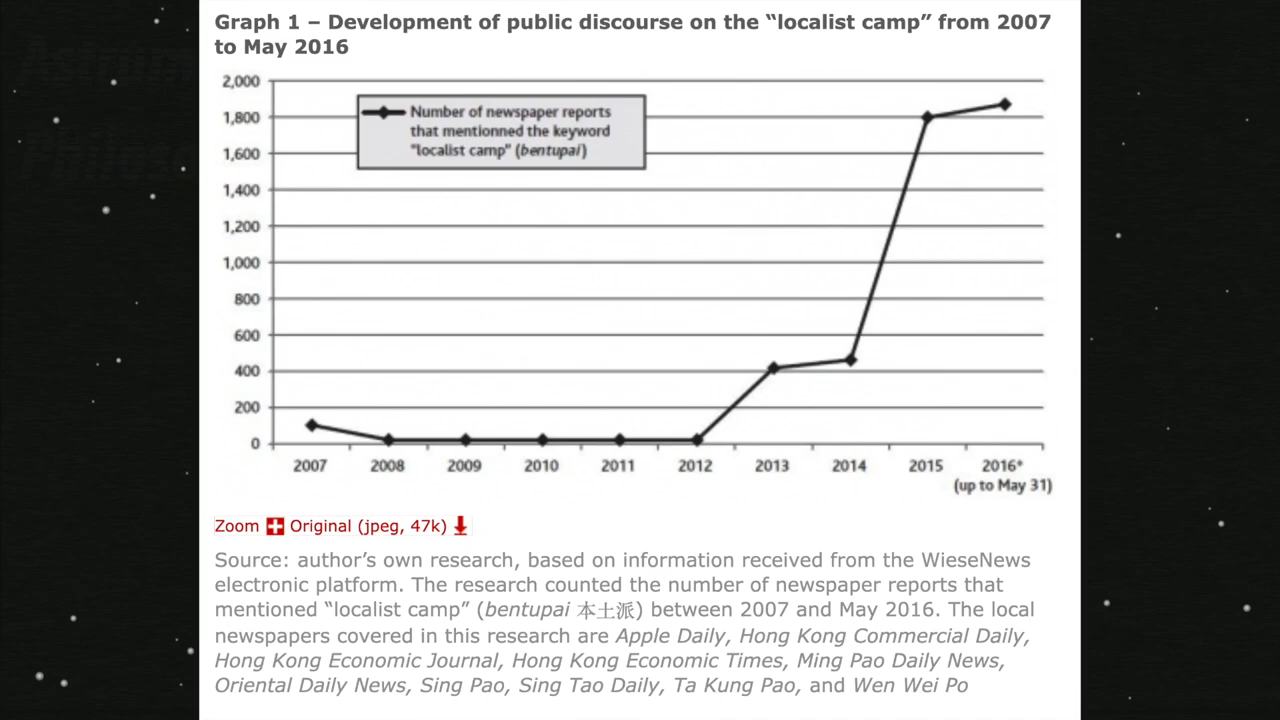 Graph 1 – Development of public discourse on the “localist camp” from 2007
to May 2016
2,000
1,800
1,600
1,400
1,200
1,000
800
600
400
200
0
Number of newspaper reports
that mentionned the keyword
"localist camp" (bentupai)
2007 2008 2009 2010 2011 2012 2013 2014 2015 2016*
(up to May 31)
Zoom Original (jpeg, 47k)
Source: author’s own research, based on information received from the WieseNews
electronic platform. The research counted the number of newspaper reports that
mentioned “localist camp” (bentupai 本土派) between 2007 and May 2016. The local
newspapers covered in this research are Apple Daily, Hong Kong Commercial Daily,
Hong Kong Economic Journal, Hong Kong Economic Times, Ming Pao Daily News,
Oriental Daily News, Sing Pao, Sing Tao Daily, Ta Kung Pao, and Wen Wei Po